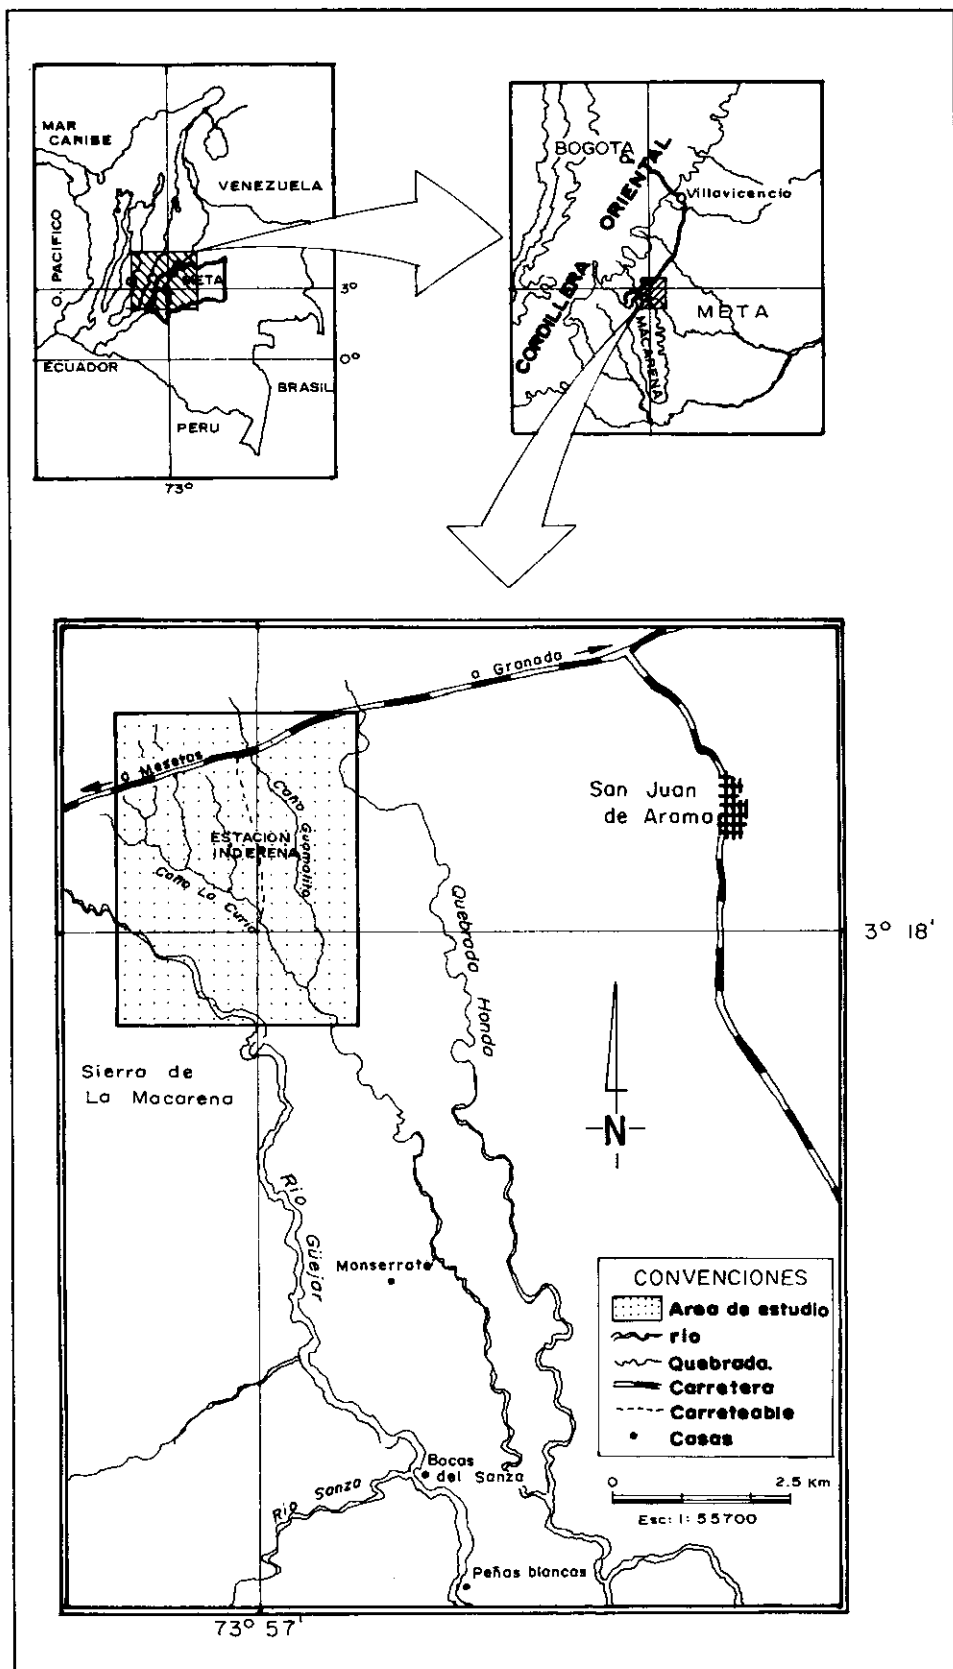 MAR
CARIBE
VENEZUELA
O. PACIFICO
META
3°
0°
ECUADOR
BRASIL
PERU
73°
BOGOTA
CORDILLERA ORIENTAL
Villavicencio
META
MACARENA
a Granada
a Mesetas
Caño Guamalito
ESTACION
INDERENA
Caño La Curia
San Juan
de Arama
Quebrada Honda
3° 18'
Sierra de
La Macarena
N
Río Güejar
Monserrate
CONVENCIONES
Area de estudio
río
Quebrada.
Carretera
Carreteable
Casas
Bocas
del Sanza
Río Sanza
0 2.5 Km
Esc: 1: 55700
Peñas blancas
73° 57'